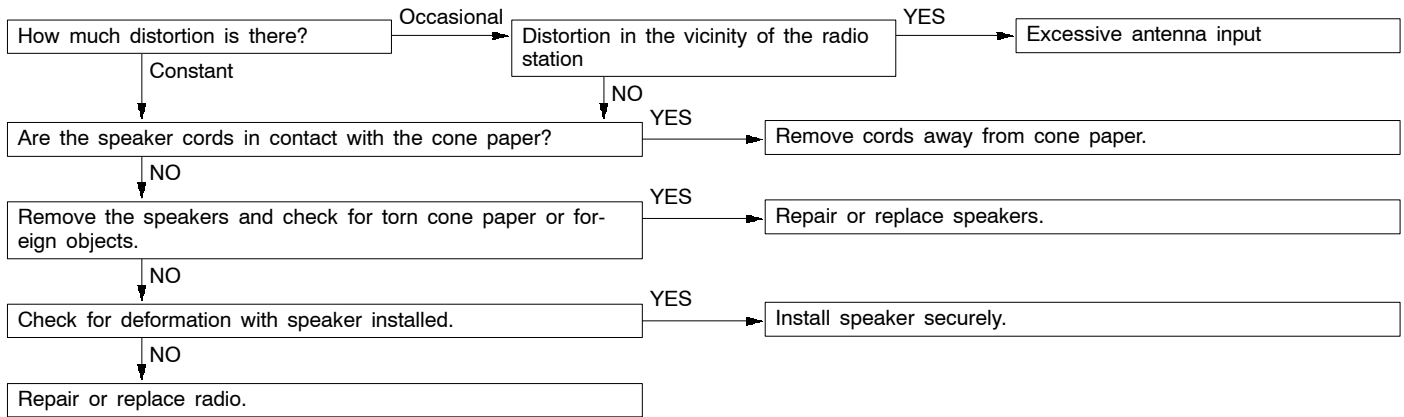 How much distortion is there?
Occasional
Distortion in the vicinity of the radio
station
YES
Excessive antenna input
Constant
NO
Are the speaker cords in contact with the cone paper?
YES
Remove cords away from cone paper.
NO
Remove the speakers and check for torn cone paper or for-
eign objects.
YES
Repair or replace speakers.
NO
Check for deformation with speaker installed.
YES
Install speaker securely.
NO
Repair or replace radio.